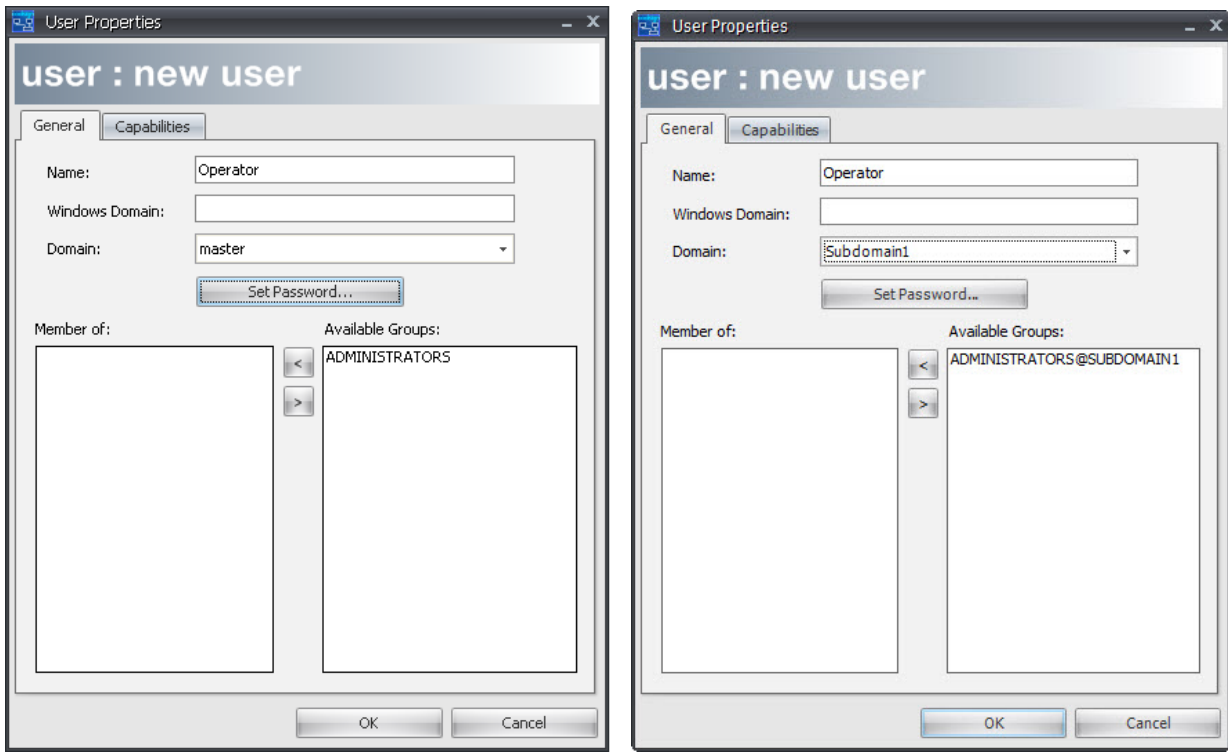 User Properties
user : new user
General
Capabilities
Name:
Operator
Windows Domain:
Domain:
master
Set Password...
Member of:
Available Groups:
<
ADMINISTRATORS
>
OK
Cancel
User Properties
user : new user
General
Capabilities
Name:
Operator
Windows Domain:
Domain:
Subdomain1
Set Password...
Member of:
Available Groups:
<
ADMINISTRATORS@SUBDOMAIN1
>
OK
Cancel